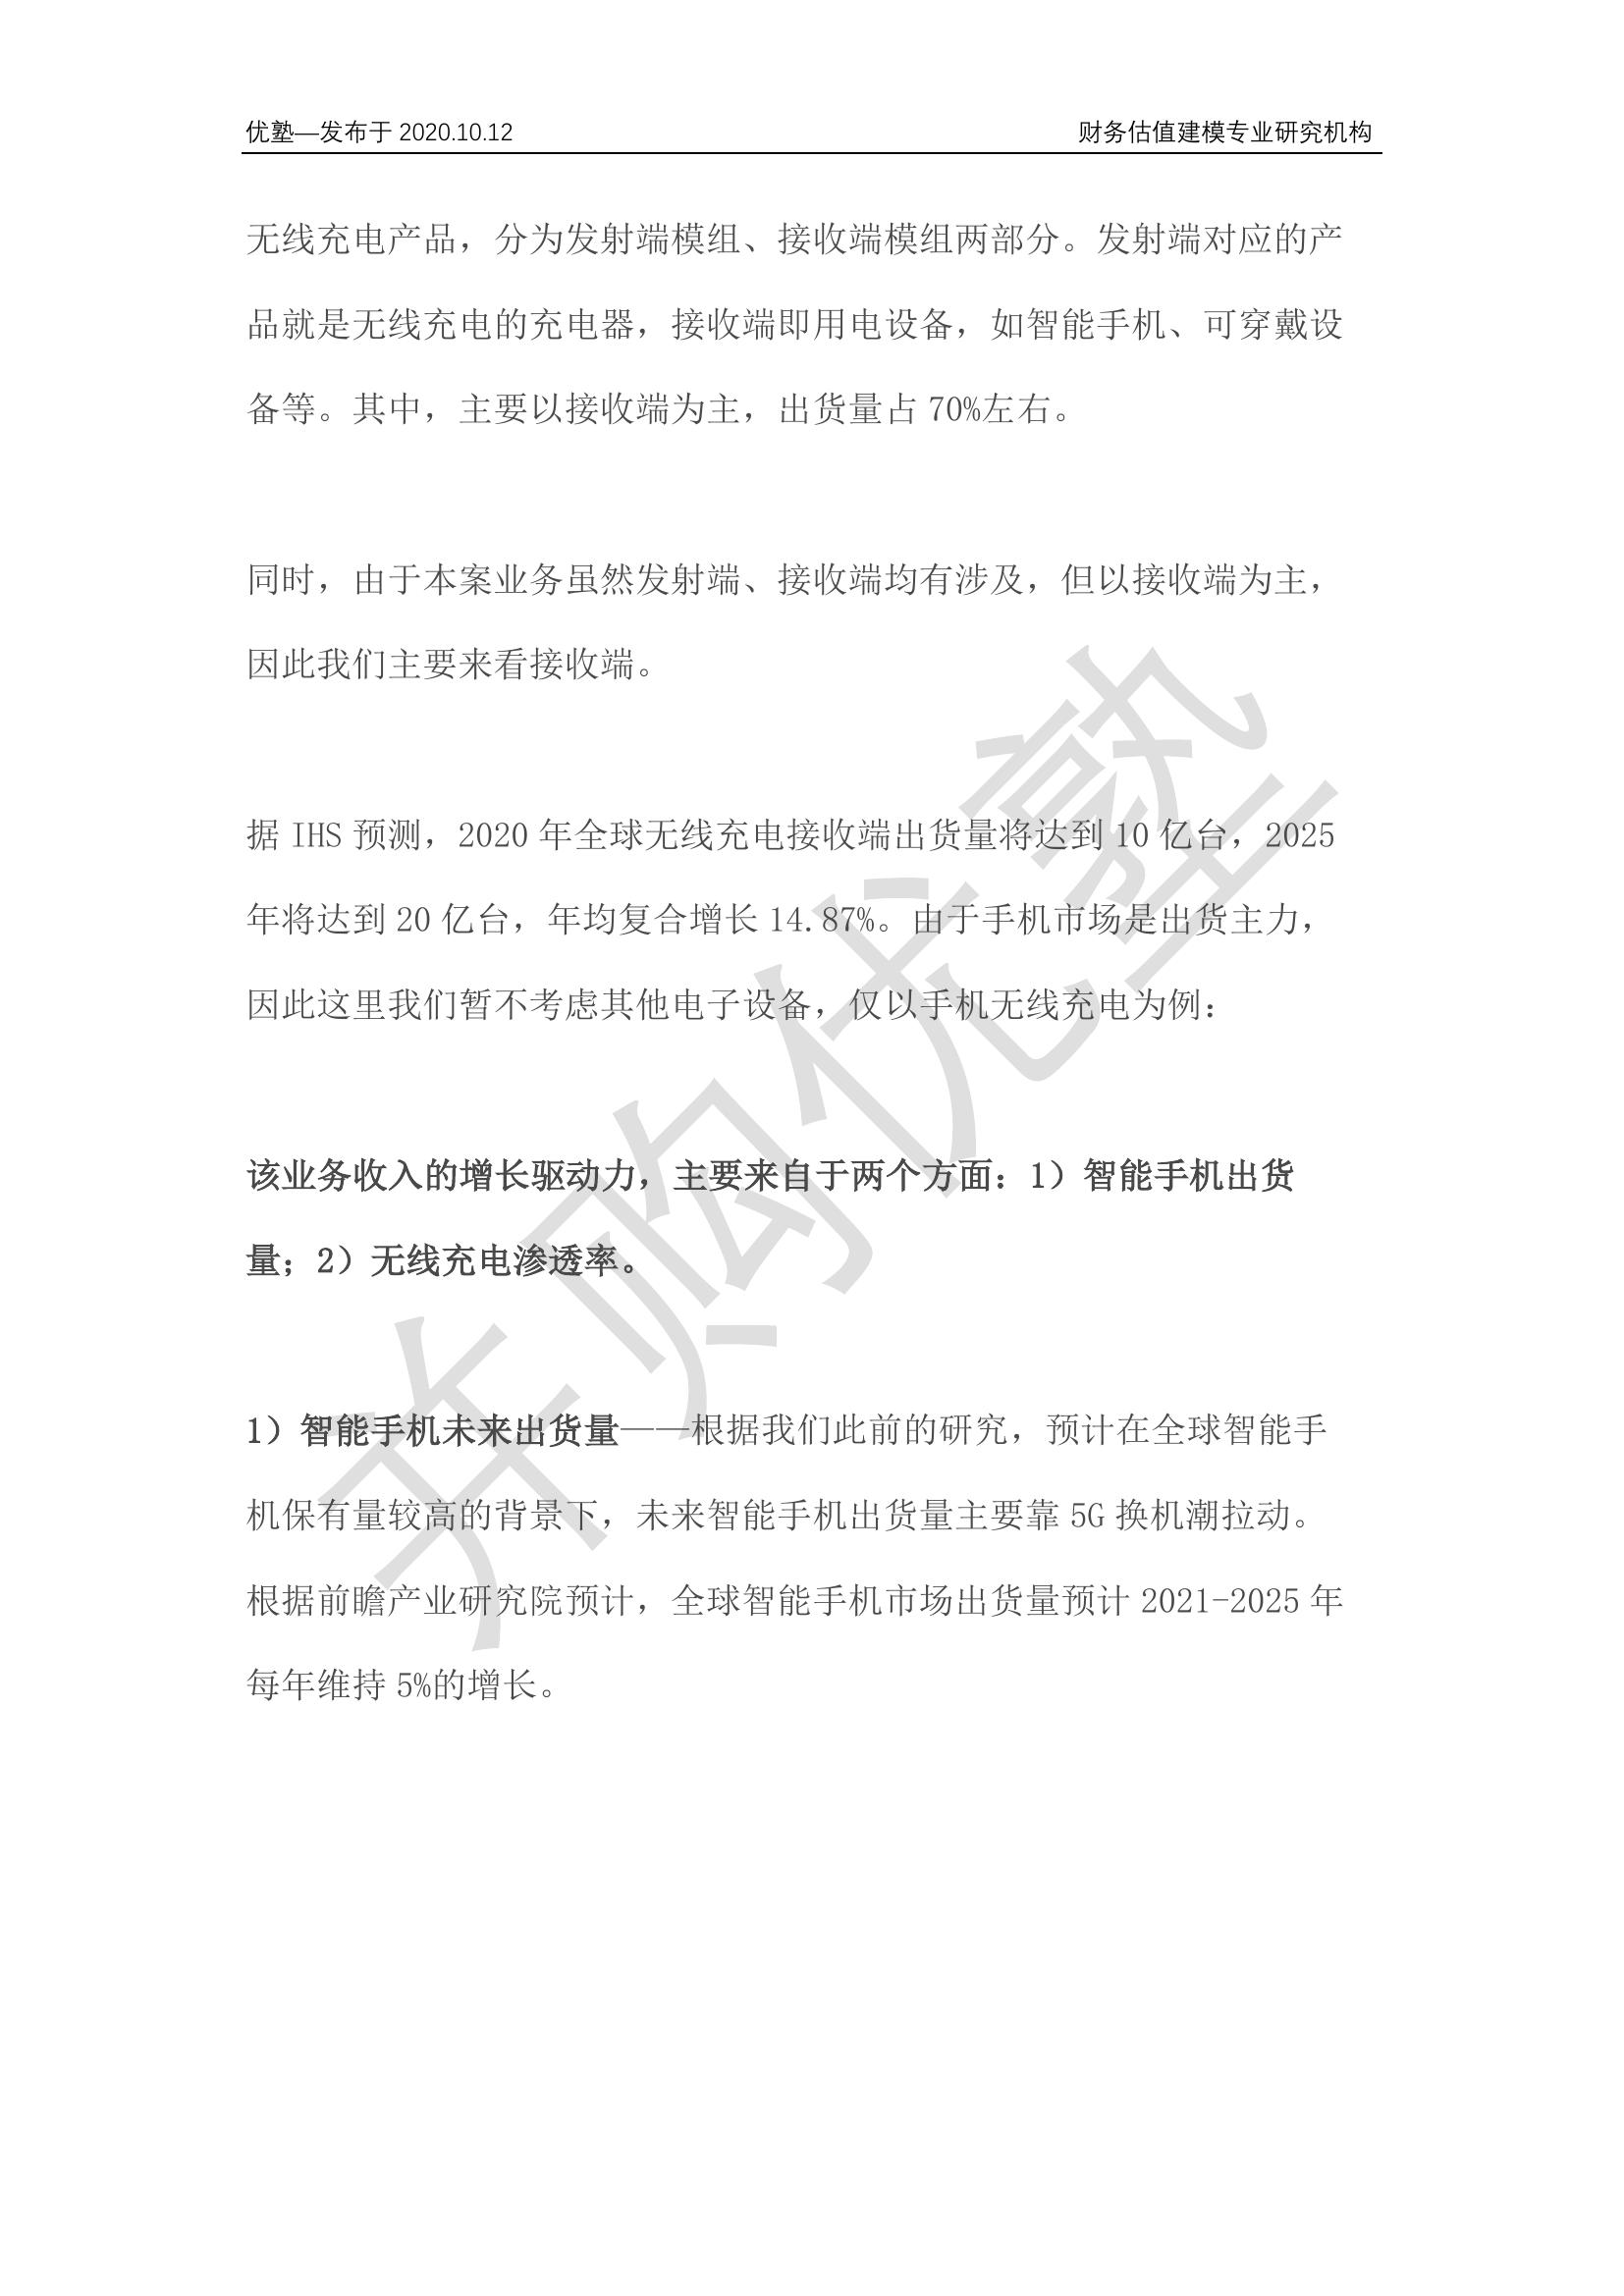 优塾—发布于 2020.10.12 财务估值建模专业研究机构
无线充电产品，分为发射端模组、接收端模组两部分。发射端对应的产
品就是无线充电的充电器，接收端即用电设备，如智能手机、可穿戴设
备等。其中，主要以接收端为主，出货量占 70%左右。
同时，由于本案业务虽然发射端、接收端均有涉及，但以接收端为主，
因此我们主要来看接收端。
据 IHS 预测，2020 年全球无线充电接收端出货量将达到 10 亿台，2025
年将达到 20 亿台，年均复合增长 14.87%。由于手机市场是出货主力，
因此这里我们暂不考虑其他电子设备，仅以手机无线充电为例：
该业务收入的增长驱动力，主要来自于两个方面：1）智能手机出货
量；2）无线充电渗透率。
1）智能手机未来出货量——根据我们此前的研究，预计在全球智能手
机保有量较高的背景下，未来智能手机出货量主要靠 5G 换机潮拉动。
根据前瞻产业研究院预计，全球智能手机市场出货量预计 2021-2025 年
每年维持 5%的增长。
并购优塾